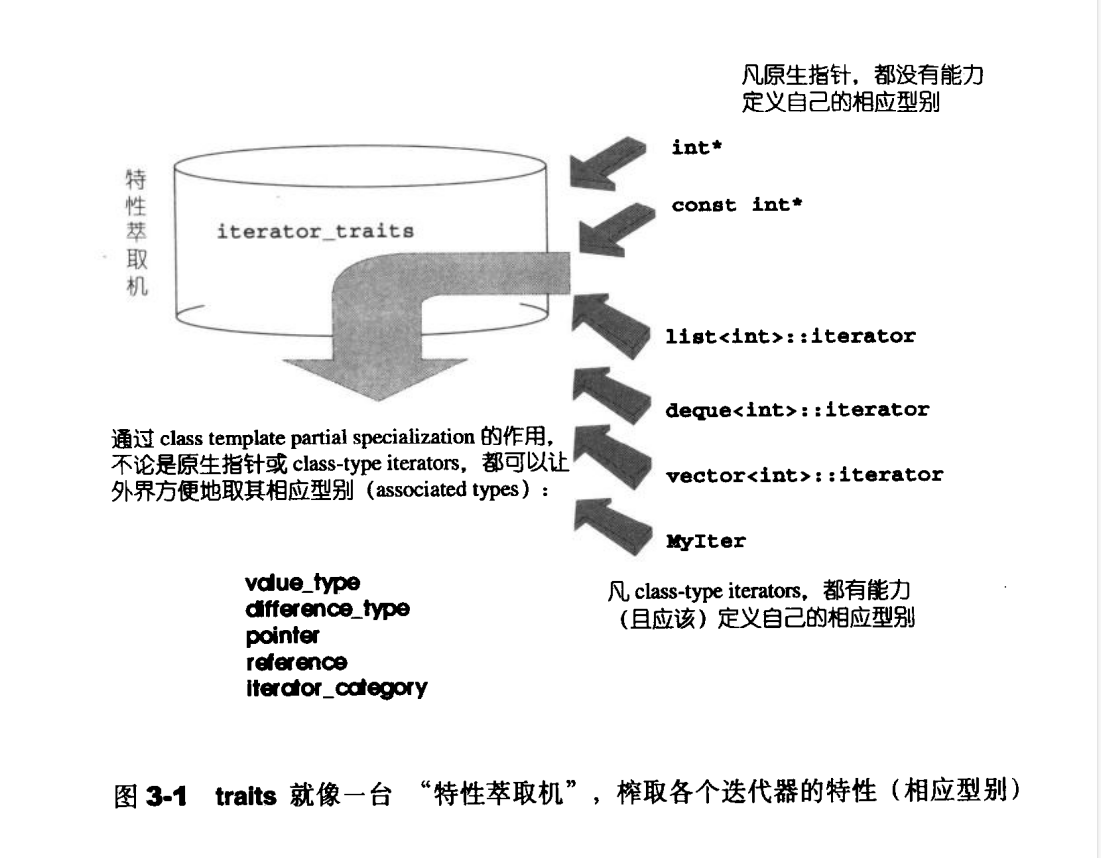 凡原生指针，都没有能力
定义自己的相应型别
int*
const int*
特
性
萃
取
机
iterator_traits
list<int>::iterator
deque<int>::iterator
vector<int>::iterator
MyIter
通过 class template partial specialization 的作用，
不论是原生指针或 class-type iterators，都可以让
外界方便地取其相应型别（associated types）:
value_type
difference_type
pointer
reference
iterator_category
凡 class-type iterators，都有能力
（且应该）定义自己的相应型别
图 3-1 traits 就像一台 “特性萃取机”，榨取各个迭代器的特性（相应型别）